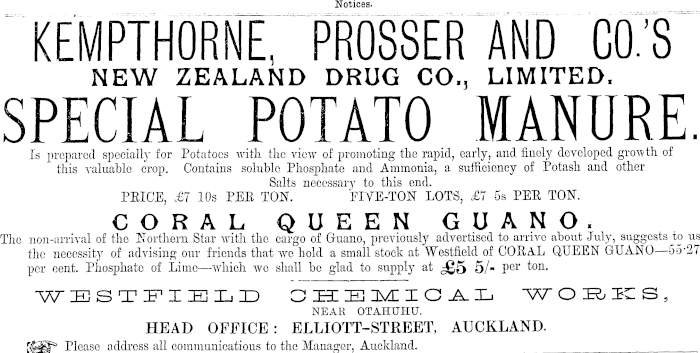 Notices.
KEMPTHORNE, PROSSER AND CO.'S
NEW ZEALAND DRUG CO., LIMITED.
SPECIAL POTATO MANURE.
Is prepared specially for Potatoes with the view of promoting the rapid, early, and finely developed growth of
this valuable crop. Contains soluble Phosphate and Ammonia, a sufficiency of Potash and other
Salts necessary to this end.
PRICE, £7 10s PER TON. FIVE-TON LOTS, £7 5s PER TON.
CORAL QUEEN GUANO.
The non-arrival of the Northern Star with the cargo of Guano, previously advertised to arrive about July, suggests to us
the necessity of advising our friends that we hold a small stock at Westfield of CORAL QUEEN GUANO—55·27
per cent. Phosphate of Lime—which we shall be glad to supply at £5 5/- per ton.
WESTFIELD CHEMICAL WORKS,
NEAR OTAHUHU.
HEAD OFFICE: ELLIOTT-STREET, AUCKLAND.
Please address all communications to the Manager, Auckland.